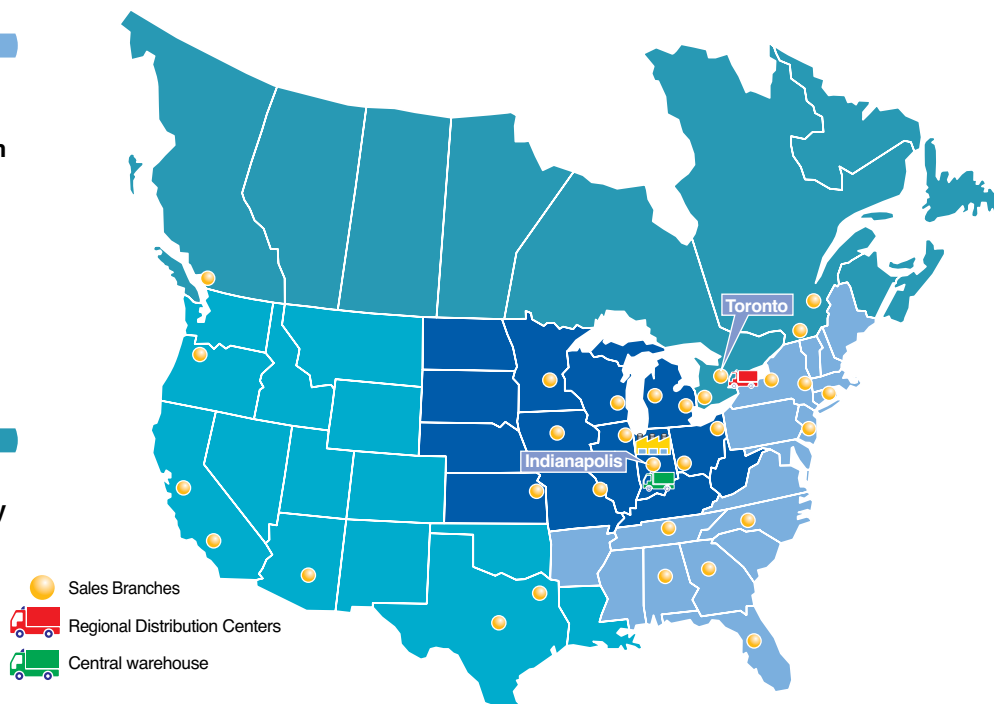 n
y
Toronto
Indianapolis
Sales Branches
Regional Distribution Centers
Central warehouse